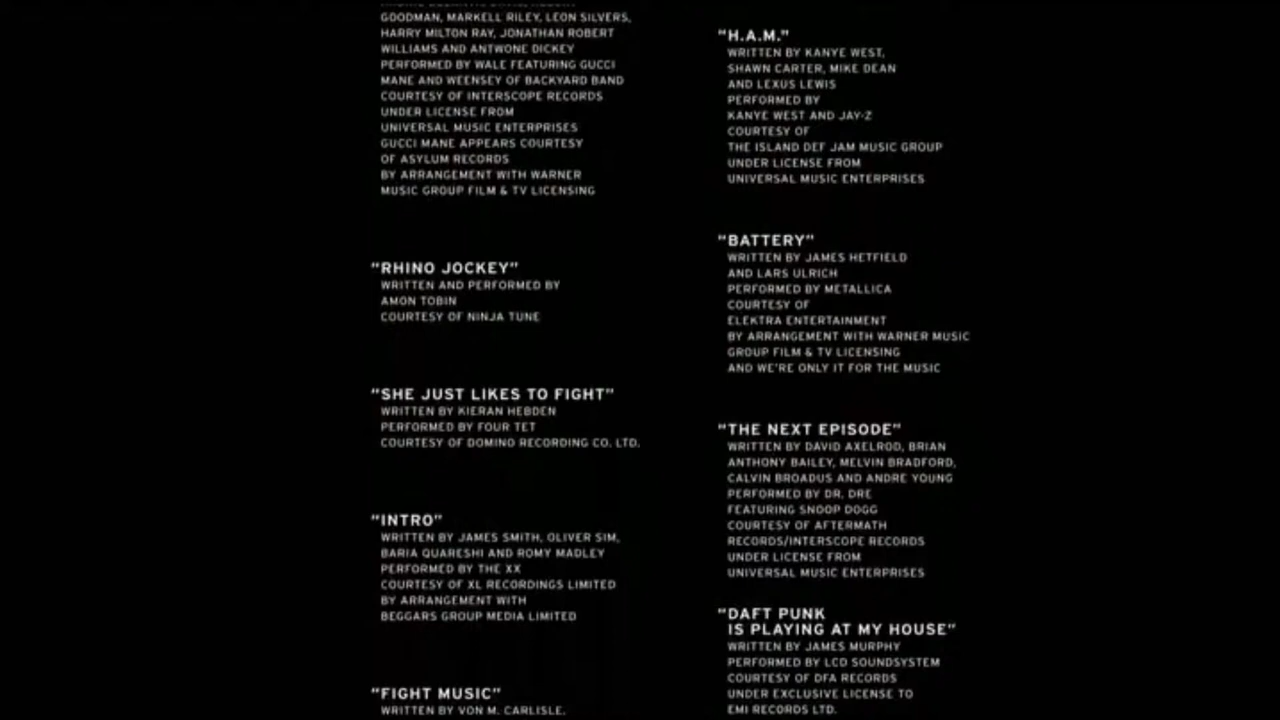 GOODMAN, MARKELL RILEY, LEON SILVERS,
HARRY MILTON RAY, JONATHAN ROBERT
WILLIAMS AND ANTWONE DICKEY
PERFORMED BY WALE FEATURING GUCCI
MANE AND WEENSEY OF BACKYARD BAND
COURTESY OF INTERSCOPE RECORDS
UNDER LICENSE FROM
UNIVERSAL MUSIC ENTERPRISES
GUCCI MANE APPEARS COURTESY
OF ASYLUM RECORDS
BY ARRANGEMENT WITH WARNER
MUSIC GROUP FILM & TV LICENSING
"RHINO JOCKEY"
WRITTEN AND PERFORMED BY
AMON TOBIN
COURTESY OF NINJA TUNE
"SHE JUST LIKES TO FIGHT"
WRITTEN BY KIERAN HEBDEN
PERFORMED BY FOUR TET
COURTESY OF DOMINO RECORDING CO. LTD.
"INTRO"
WRITTEN BY JAMES SMITH, OLIVER SIM,
BARIA QUARESHI AND ROMY MADLEY
PERFORMED BY THE XX
COURTESY OF XL RECORDINGS LIMITED
BY ARRANGEMENT WITH
BEGGARS GROUP MEDIA LIMITED
"FIGHT MUSIC"
WRITTEN BY VON M. CARLISLE,
"H.A.M."
WRITTEN BY KANYE WEST,
SHAWN CARTER, MIKE DEAN
AND LEXUS LEWIS
PERFORMED BY
KANYE WEST AND JAY-Z
COURTESY OF
THE ISLAND DEF JAM MUSIC GROUP
UNDER LICENSE FROM
UNIVERSAL MUSIC ENTERPRISES
"BATTERY"
WRITTEN BY JAMES HETFIELD
AND LARS ULRICH
PERFORMED BY METALLICA
COURTESY OF
ELEKTRA ENTERTAINMENT
BY ARRANGEMENT WITH WARNER MUSIC
GROUP FILM & TV LICENSING
AND WE'RE ONLY IT FOR THE MUSIC
"THE NEXT EPISODE"
WRITTEN BY DAVID AXELROD, BRIAN
ANTHONY BAILEY, MELVIN BRADFORD,
CALVIN BROADUS AND ANDRE YOUNG
PERFORMED BY DR. DRE
FEATURING SNOOP DOGG
COURTESY OF AFTERMATH
RECORDS/INTERSCOPE RECORDS
UNDER LICENSE FROM
UNIVERSAL MUSIC ENTERPRISES
"DAFT PUNK
IS PLAYING AT MY HOUSE"
WRITTEN BY JAMES MURPHY
PERFORMED BY LCD SOUNDSYSTEM
COURTESY OF DFA RECORDS
UNDER EXCLUSIVE LICENSE TO
EMI RECORDS LTD.